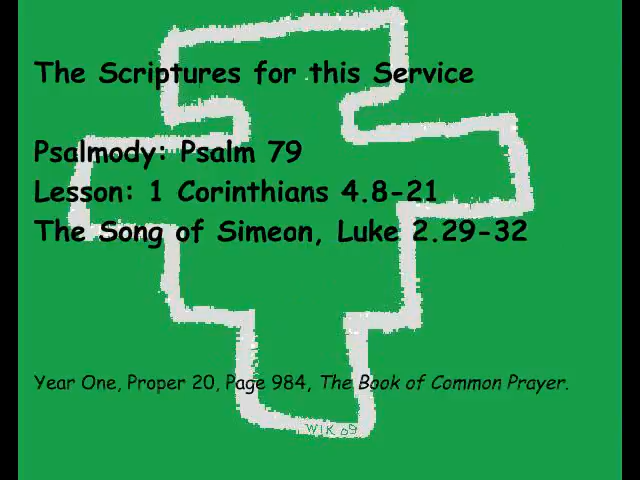 The Scriptures for this Service
Psalmody: Psalm 79
Lesson: 1 Corinthians 4.8-21
The Song of Simeon, Luke 2.29-32
Year One, Proper 20, Page 984, The Book of Common Prayer.
WIK 09